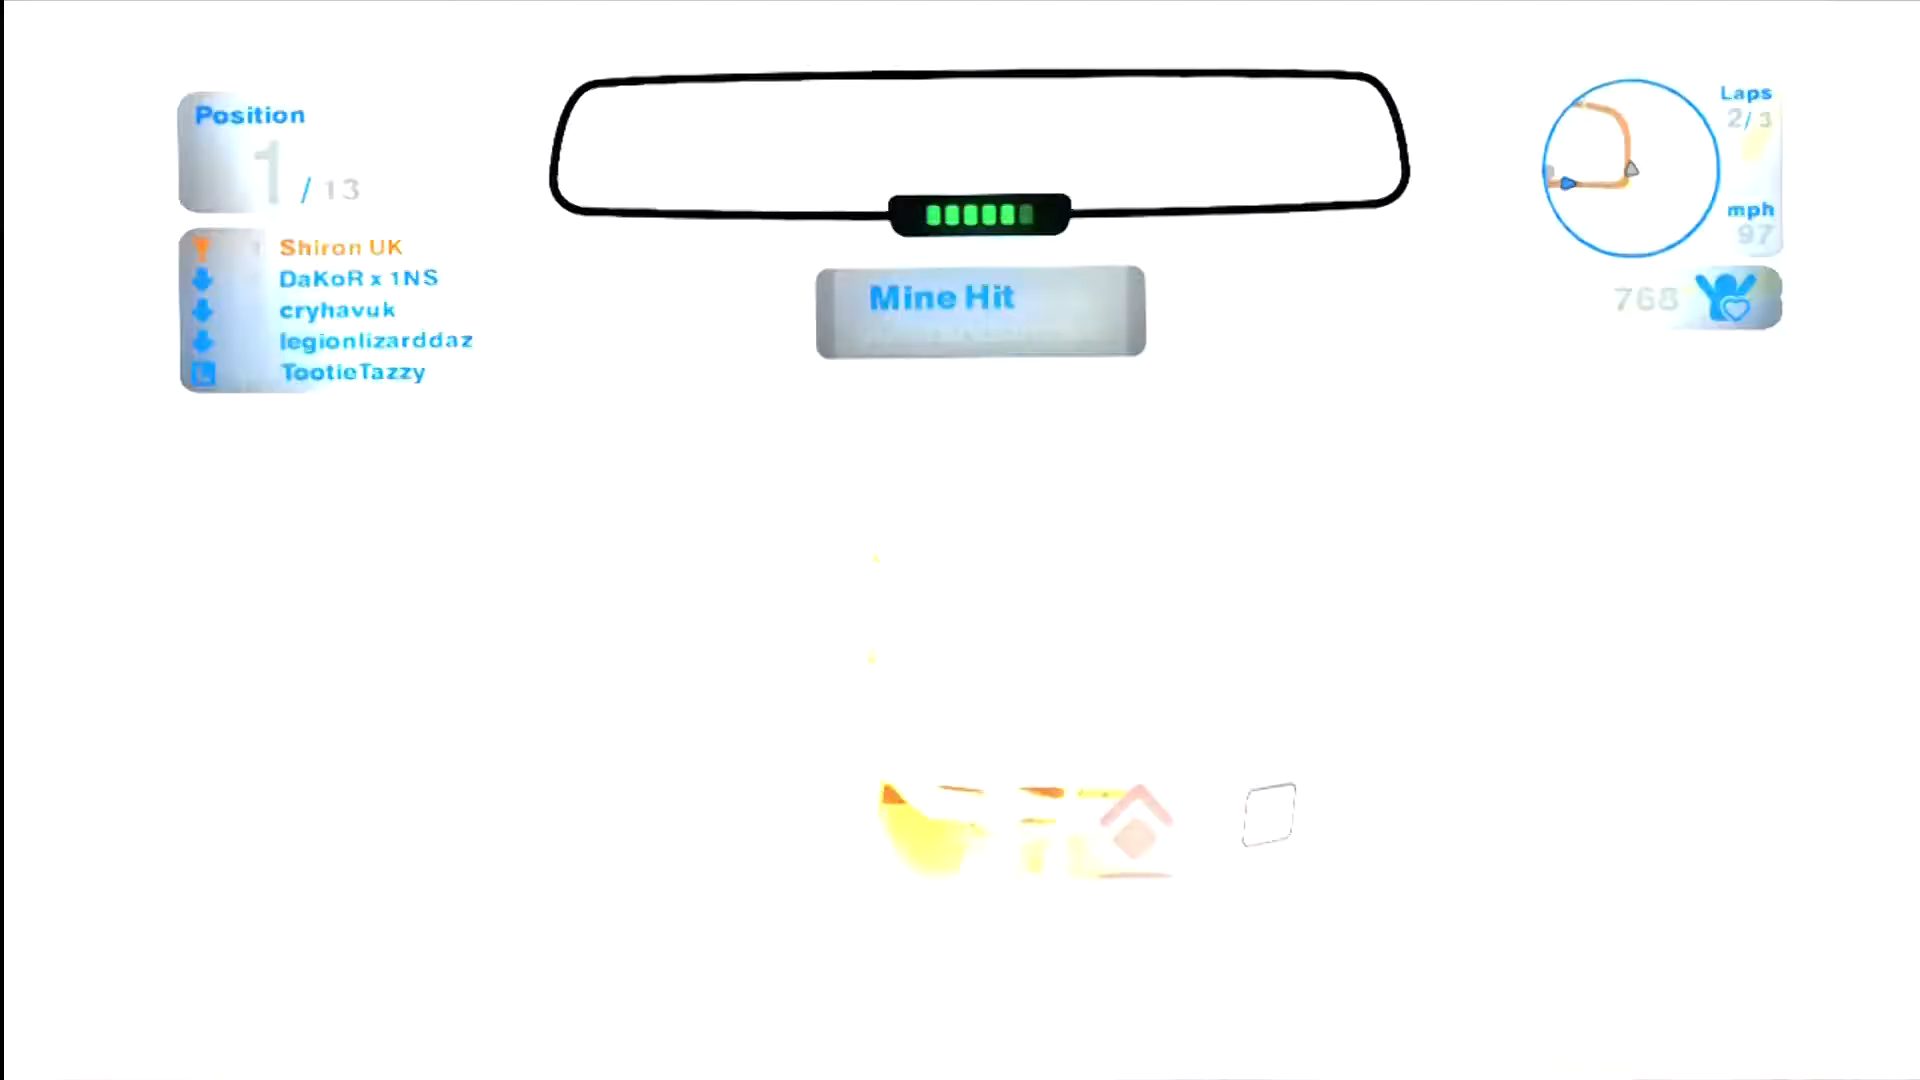 Position
1 / 13
Shiron UK
DaKoR x 1NS
cryhavuk
legionlizarddaz
L TootieTazzy
Mine Hit
Laps
2/3
mph
97
768